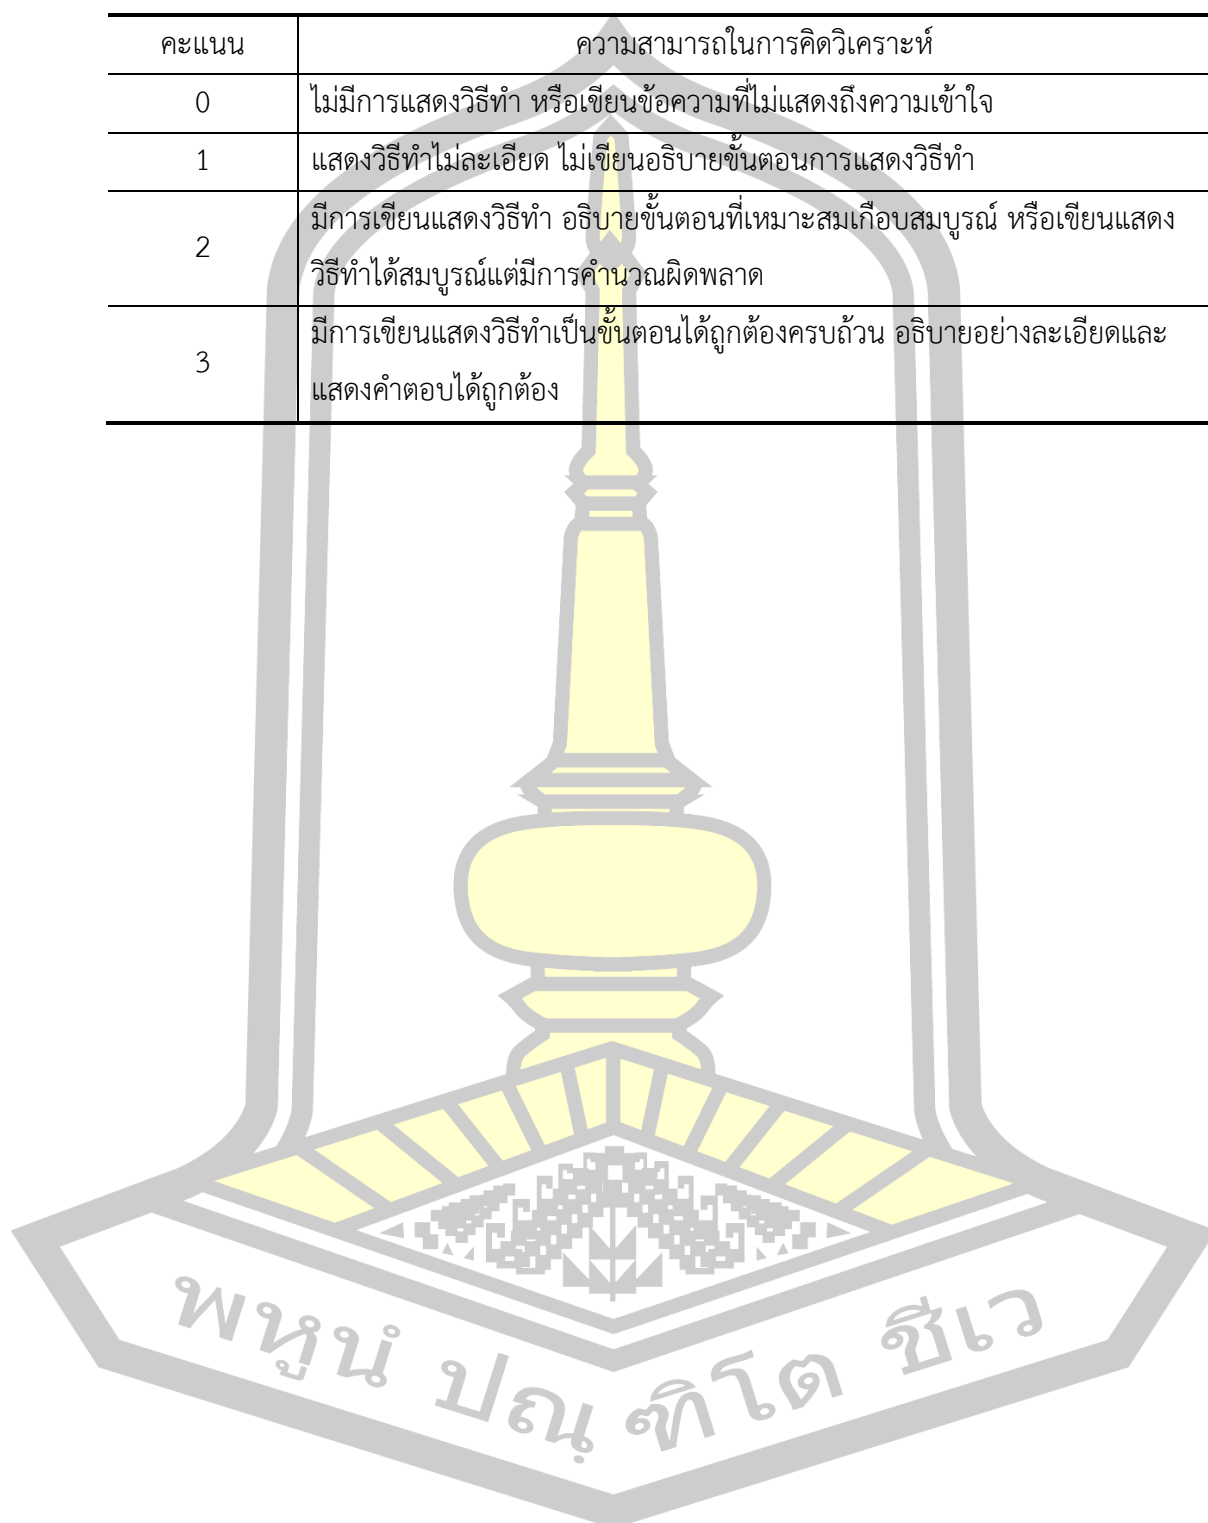 คะแนน ความสามารถในการคิดวิเคราะห์
0 ไม่มีการแสดงวิธีทำ หรือเขียนข้อความที่ไม่แสดงถึงความเข้าใจ
1 แสดงวิธีทำไม่ละเอียด ไม่เขียนอธิบายขั้นตอนการแสดงวิธีทำ
2 มีการเขียนแสดงวิธีทำ อธิบายขั้นตอนที่เหมาะสมเกือบสมบูรณ์ หรือเขียนแสดง
วิธีทำได้สมบูรณ์แต่มีการคำนวณผิดพลาด
3 มีการเขียนแสดงวิธีทำเป็นขั้นตอนได้ถูกต้องครบถ้วน อธิบายอย่างละเอียดและ
แสดงคำตอบได้ถูกต้อง
พหูนํ ปณฺ ฑิโต ชีเว